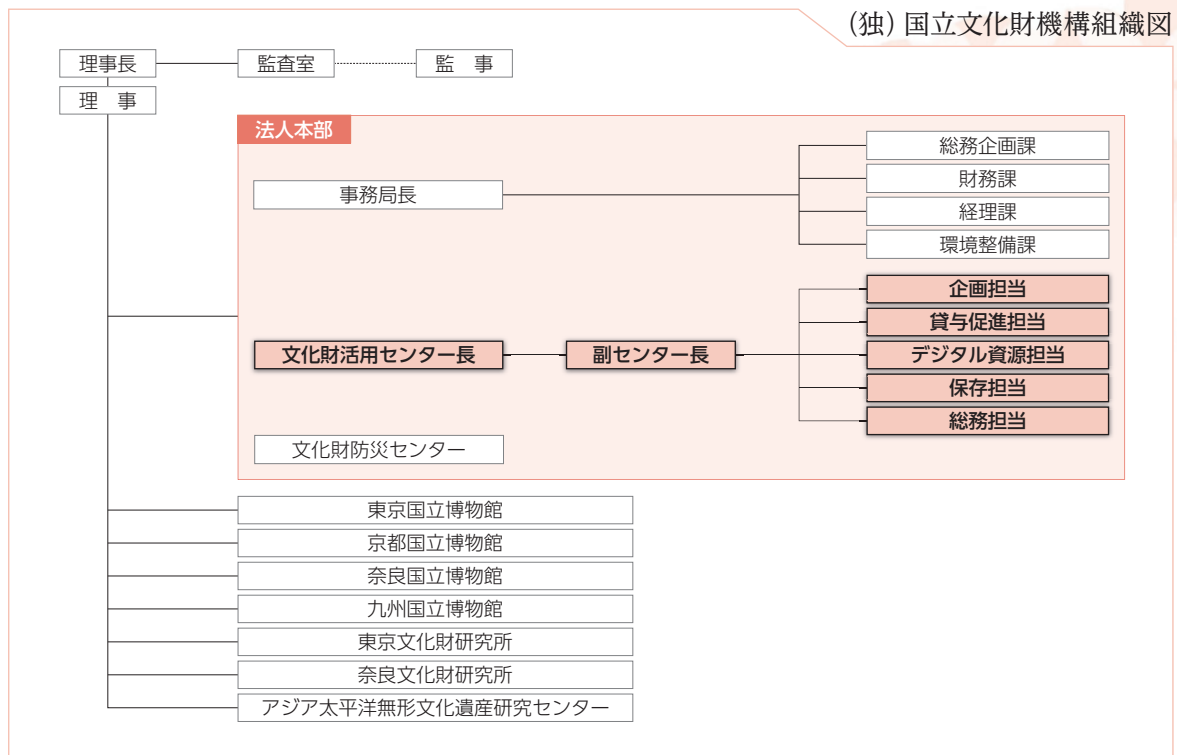 (独)国立文化財機構組織図
理事長
監査室
監　事
理　事
法人本部
事務局長
総務企画課
財務課
経理課
環境整備課
文化財活用センター長
副センター長
企画担当
貸与促進担当
デジタル資源担当
保存担当
総務担当
文化財防災センター
東京国立博物館
京都国立博物館
奈良国立博物館
九州国立博物館
東京文化財研究所
奈良文化財研究所
アジア太平洋無形文化遺産研究センター